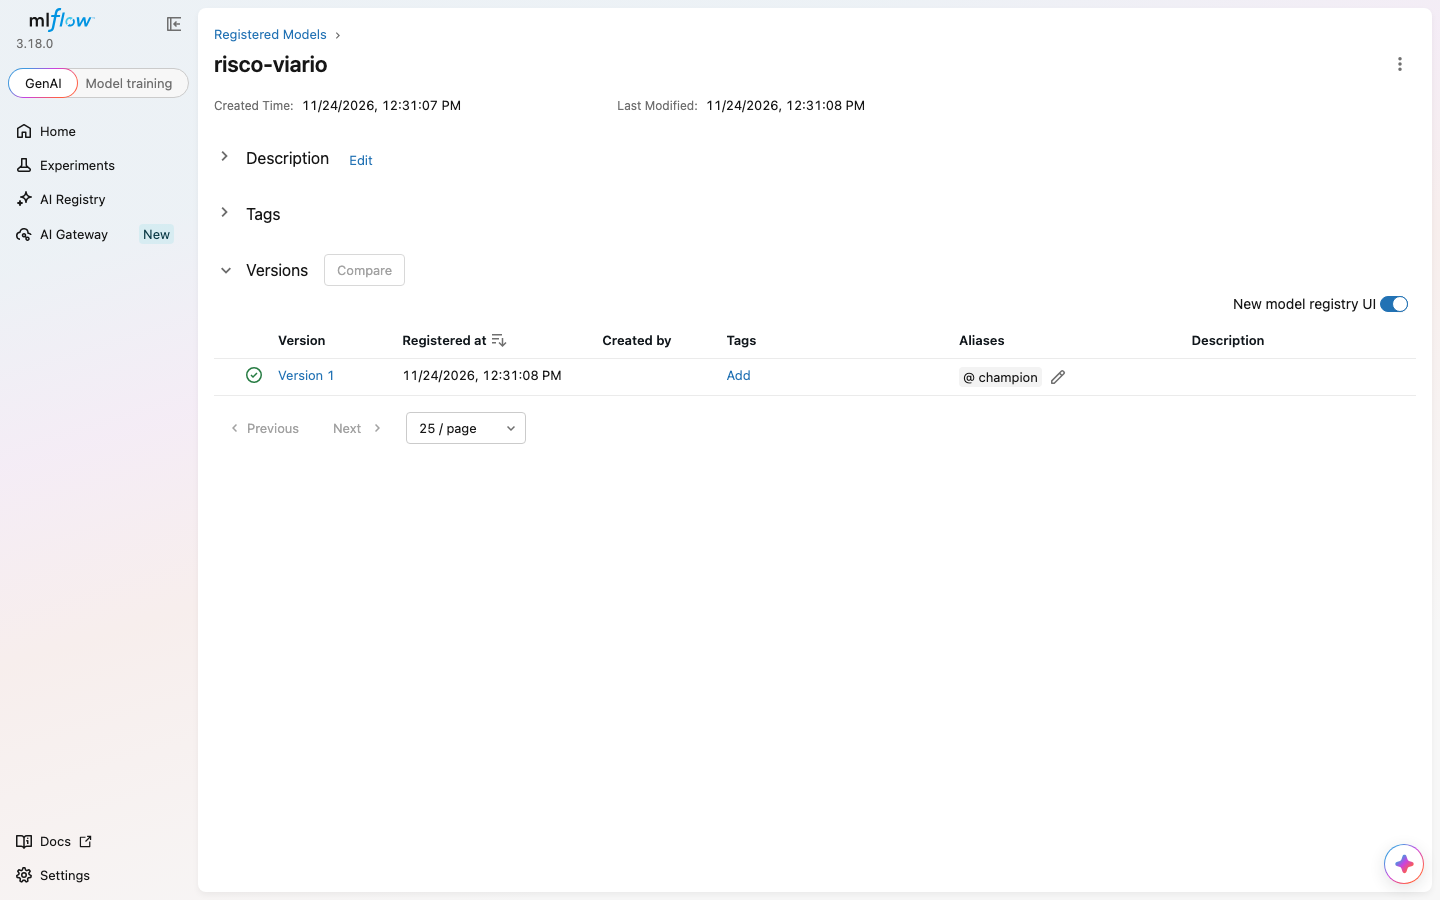 mlflow
3.18.0
GenAI
Model training
Home
Experiments
AI Registry
AI Gateway New
Docs
Settings
Registered Models
risco-viario
Created Time: 11/24/2026, 12:31:07 PM Last Modified: 11/24/2026, 12:31:08 PM
Description Edit
Tags
Versions Compare
New model registry UI
Version Registered at Created by Tags Aliases Description
Version 1 11/24/2026, 12:31:08 PM Add @ champion
Previous Next 25 / page